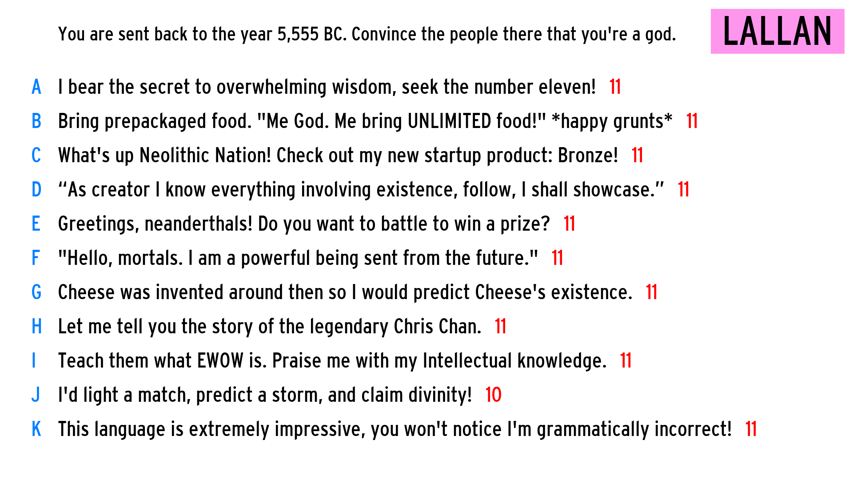 You are sent back to the year 5,555 BC. Convince the people there that you're a god.
LALLAN
A I bear the secret to overwhelming wisdom, seek the number eleven! 11
B Bring prepackaged food. "Me God. Me bring UNLIMITED food!" *happy grunts* 11
C What's up Neolithic Nation! Check out my new startup product: Bronze! 11
D “As creator I know everything involving existence, follow, I shall showcase.” 11
E Greetings, neanderthals! Do you want to battle to win a prize? 11
F "Hello, mortals. I am a powerful being sent from the future." 11
G Cheese was invented around then so I would predict Cheese's existence. 11
H Let me tell you the story of the legendary Chris Chan. 11
I Teach them what EWOW is. Praise me with my Intellectual knowledge. 11
J I'd light a match, predict a storm, and claim divinity! 10
K This language is extremely impressive, you won't notice I'm grammatically incorrect! 11